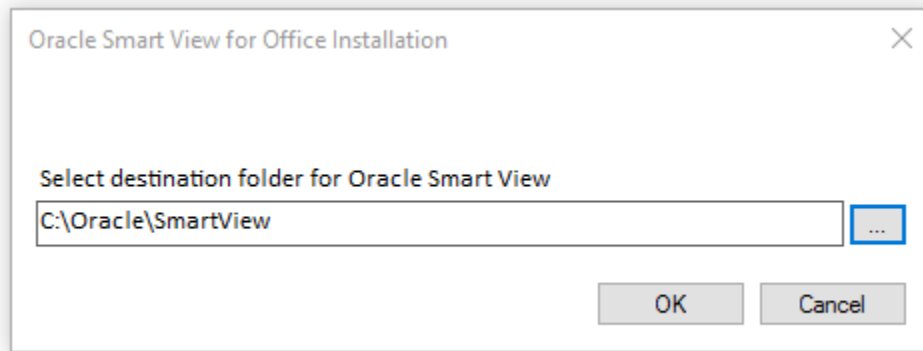 Oracle Smart View for Office Installation
Select destination folder for Oracle Smart View
C:\Oracle\SmartView
...
OK Cancel